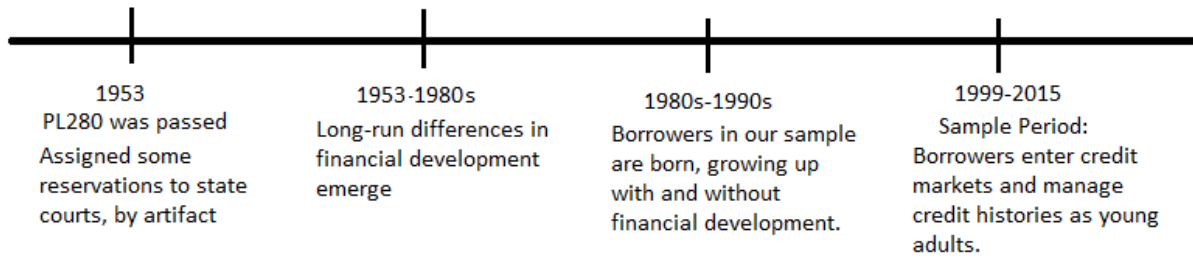 1953
PL280 was passed
Assigned some
reservations to state
courts, by artifact
1953-1980s
Long-run differences in
financial development
emerge
1980s-1990s
Borrowers in our sample
are born, growing up
with and without
financial development.
1999-2015
Sample Period:
Borrowers enter credit
markets and manage
credit histories as young
adults.